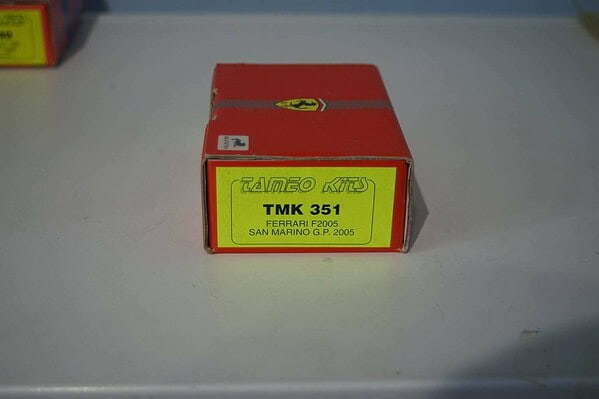 TAMEO KITS
TMK 351
FERRARI F2005
SAN MARINO G.P. 2005